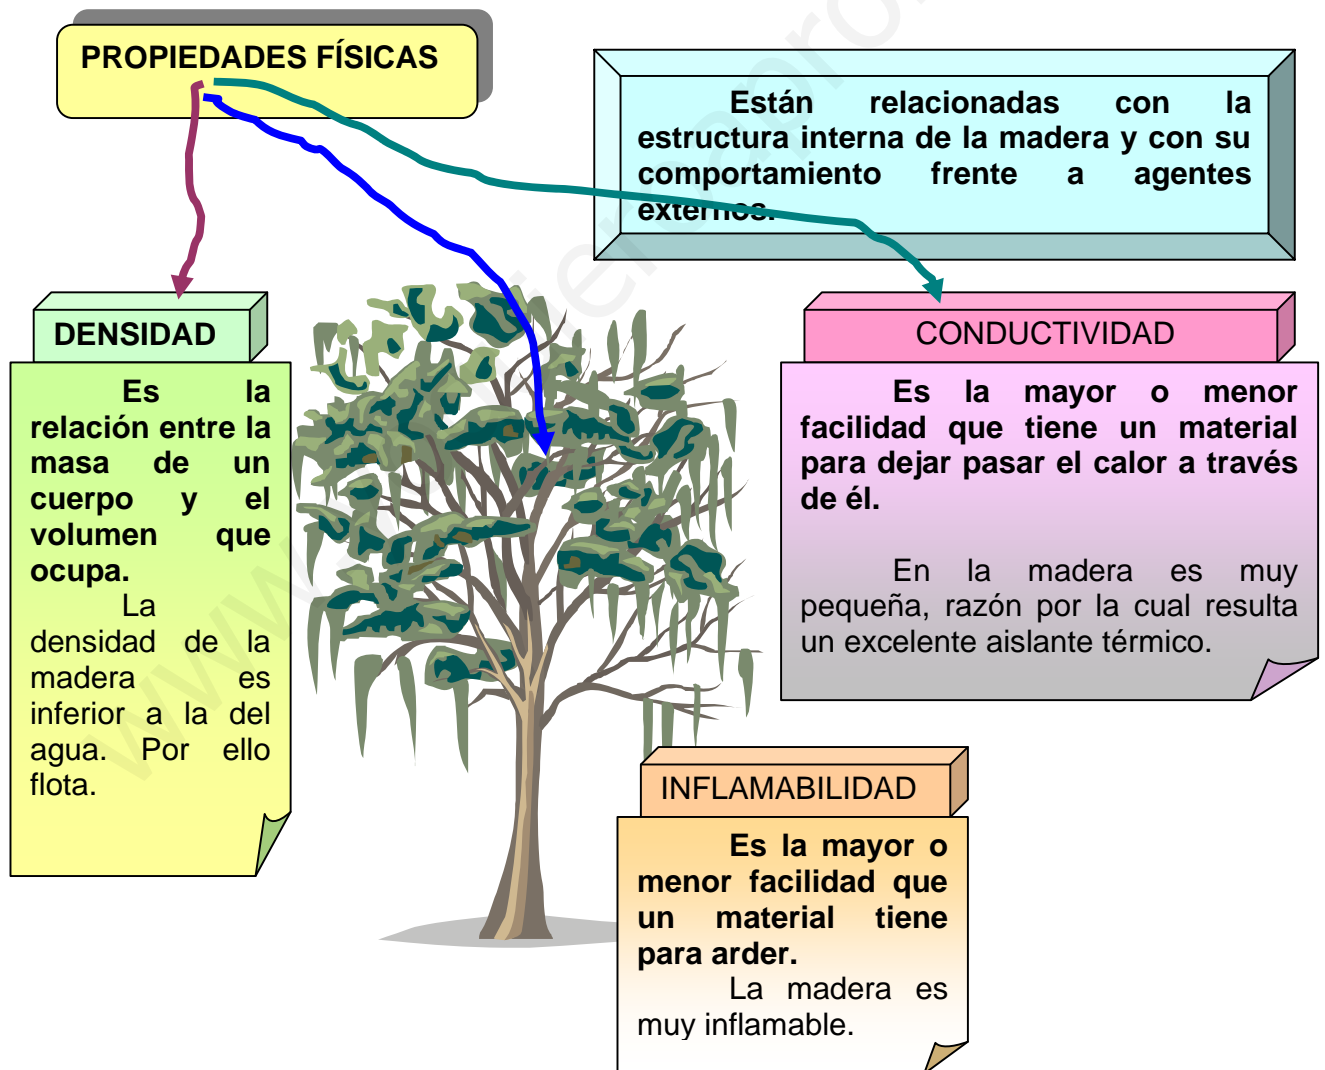 PROPIEDADES FÍSICAS
Están relacionadas con la
estructura interna de la madera y con su
comportamiento frente a agentes
externos.
DENSIDAD
Es la
relación entre la
masa de un
cuerpo y el
volumen que
ocupa.
La
densidad de la
madera es
inferior a la del
agua. Por ello
flota.
CONDUCTIVIDAD
Es la mayor o menor
facilidad que tiene un material
para dejar pasar el calor a través
de él.
En la madera es muy
pequeña, razón por la cual resulta
un excelente aislante térmico.
INFLAMABILIDAD
Es la mayor o
menor facilidad que
un material tiene
para arder.
La madera es
muy inflamable.